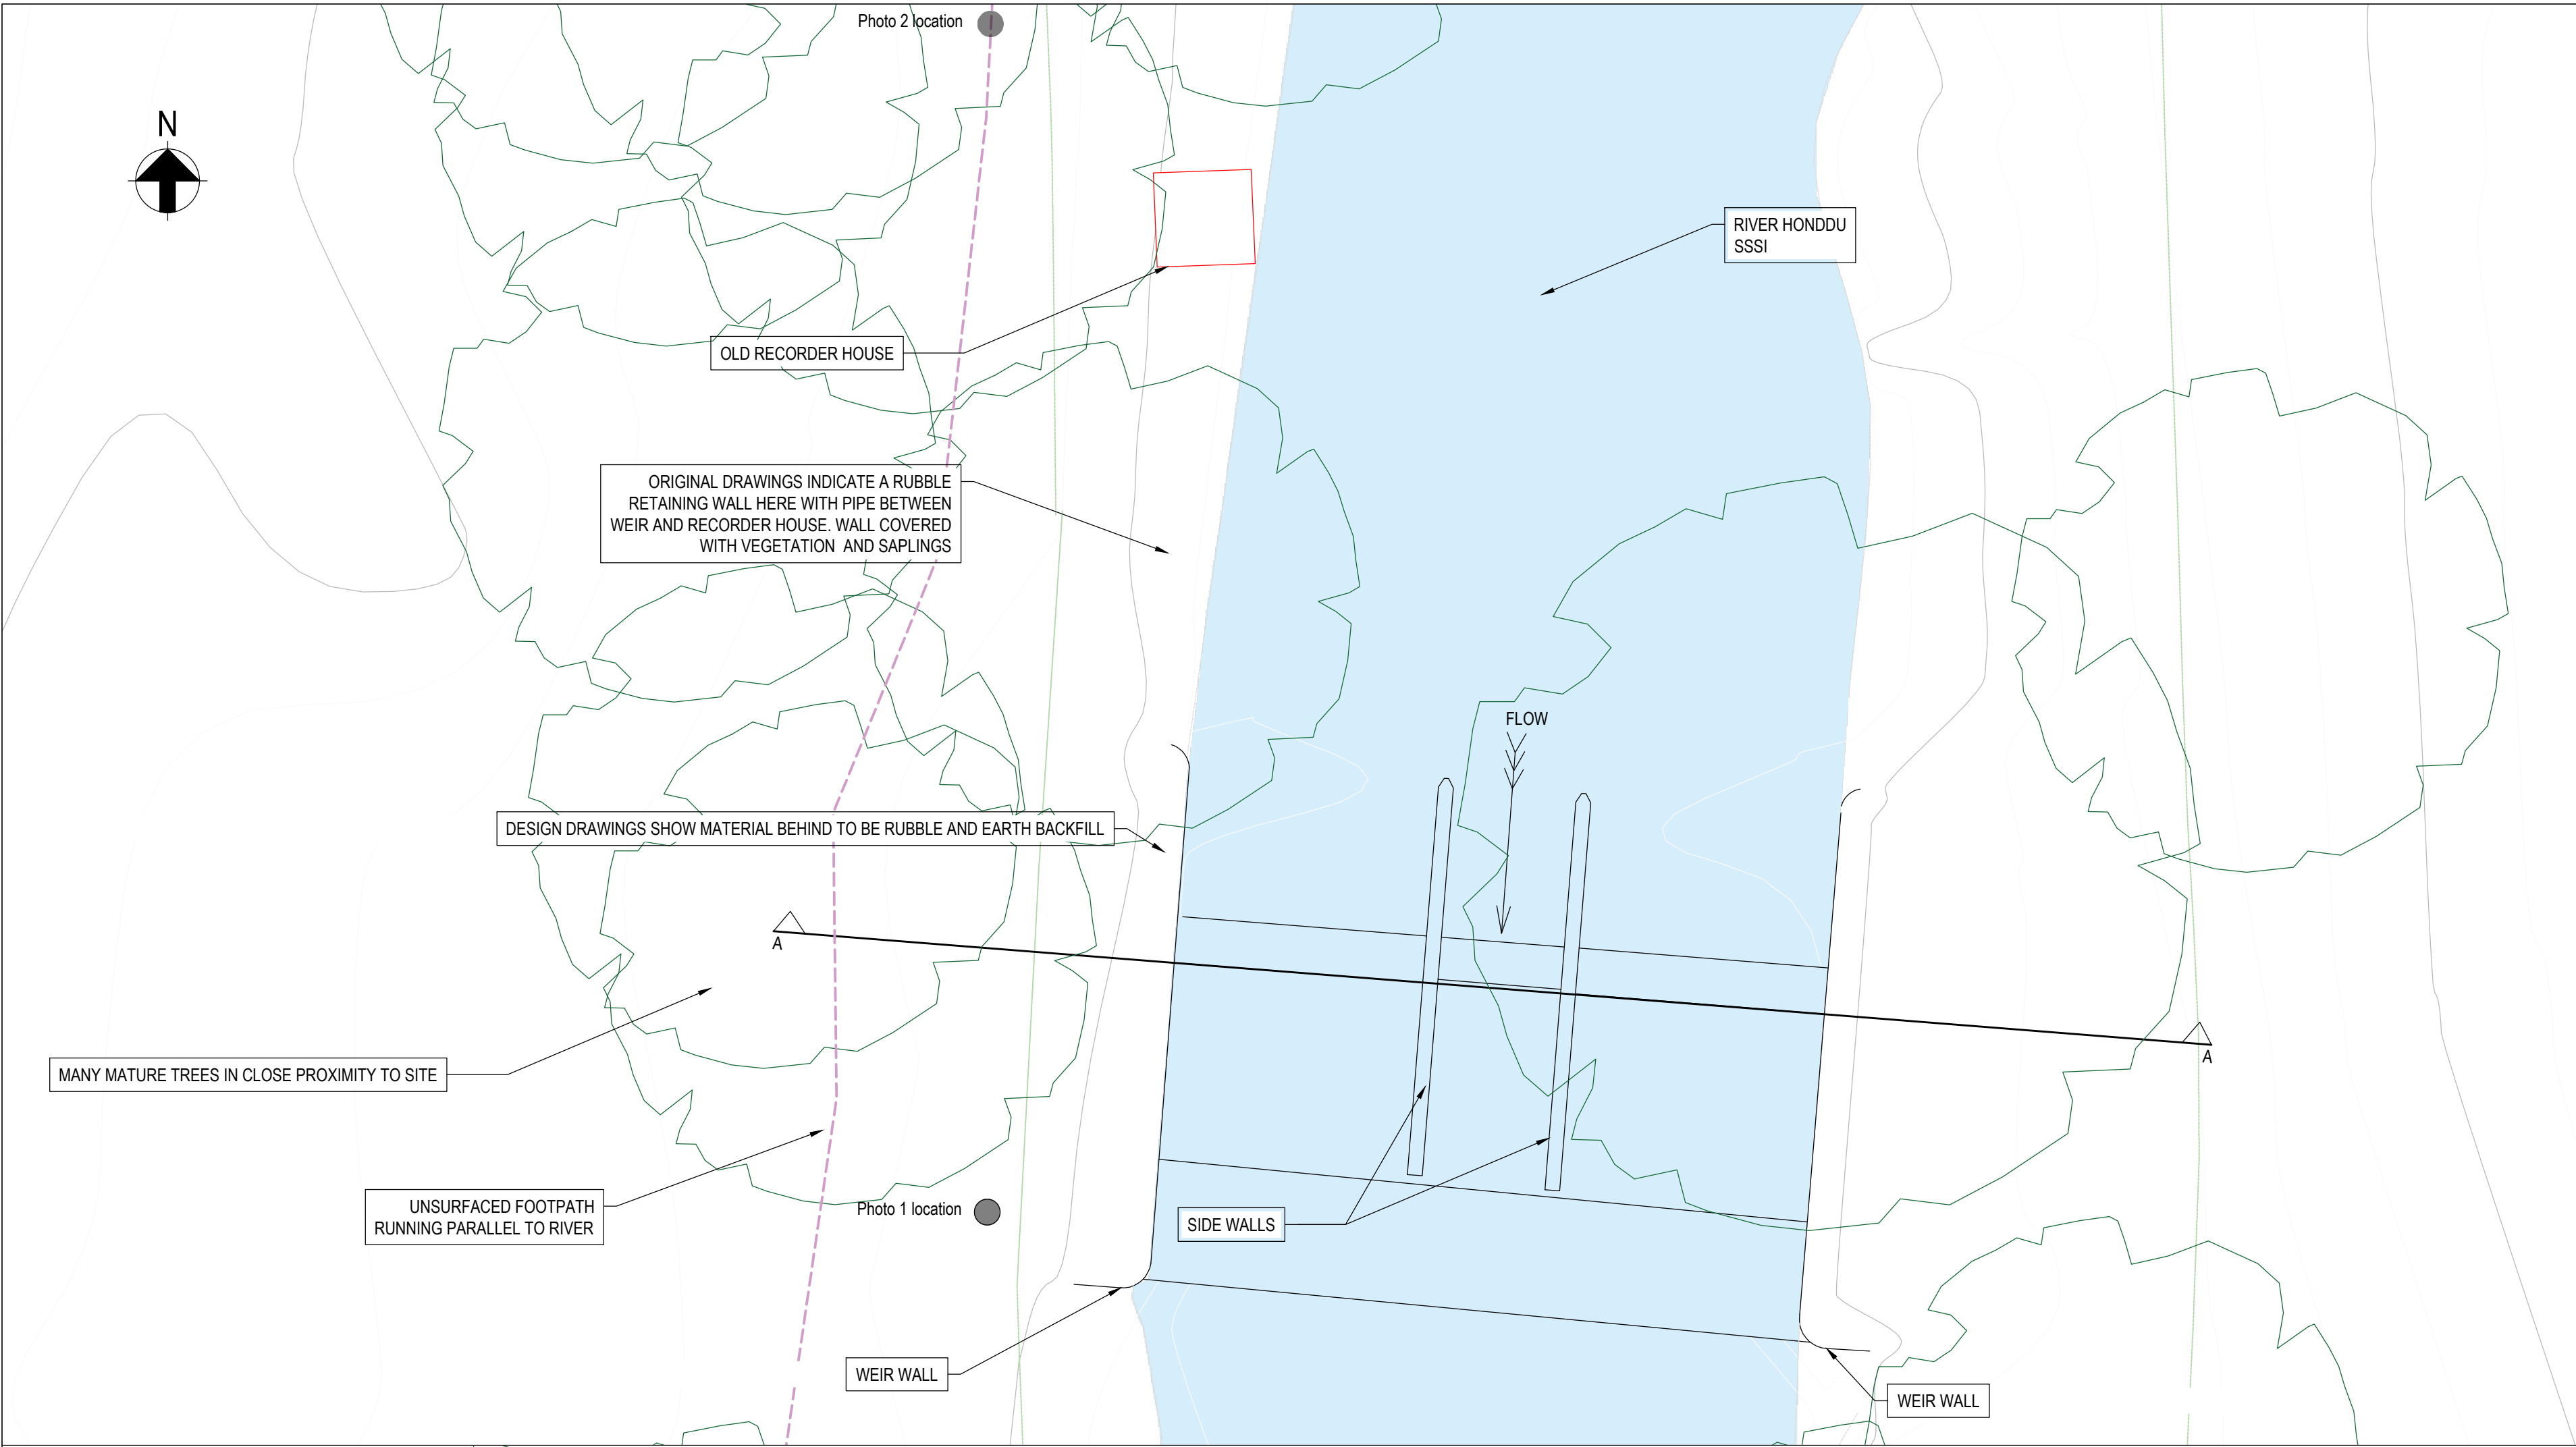 Photo 2 location
N
RIVER HONDDU
SSSI
OLD RECORDER HOUSE
ORIGINAL DRAWINGS INDICATE A RUBBLE
RETAINING WALL HERE WITH PIPE BETWEEN
WEIR AND RECORDER HOUSE. WALL COVERED
WITH VEGETATION  AND SAPLINGS
FLOW
DESIGN DRAWINGS SHOW MATERIAL BEHIND TO BE RUBBLE AND EARTH BACKFILL
A
A
MANY MATURE TREES IN CLOSE PROXIMITY TO SITE
UNSURFACED FOOTPATH
RUNNING PARALLEL TO RIVER
Photo 1 location
SIDE WALLS
WEIR WALL
WEIR WALL